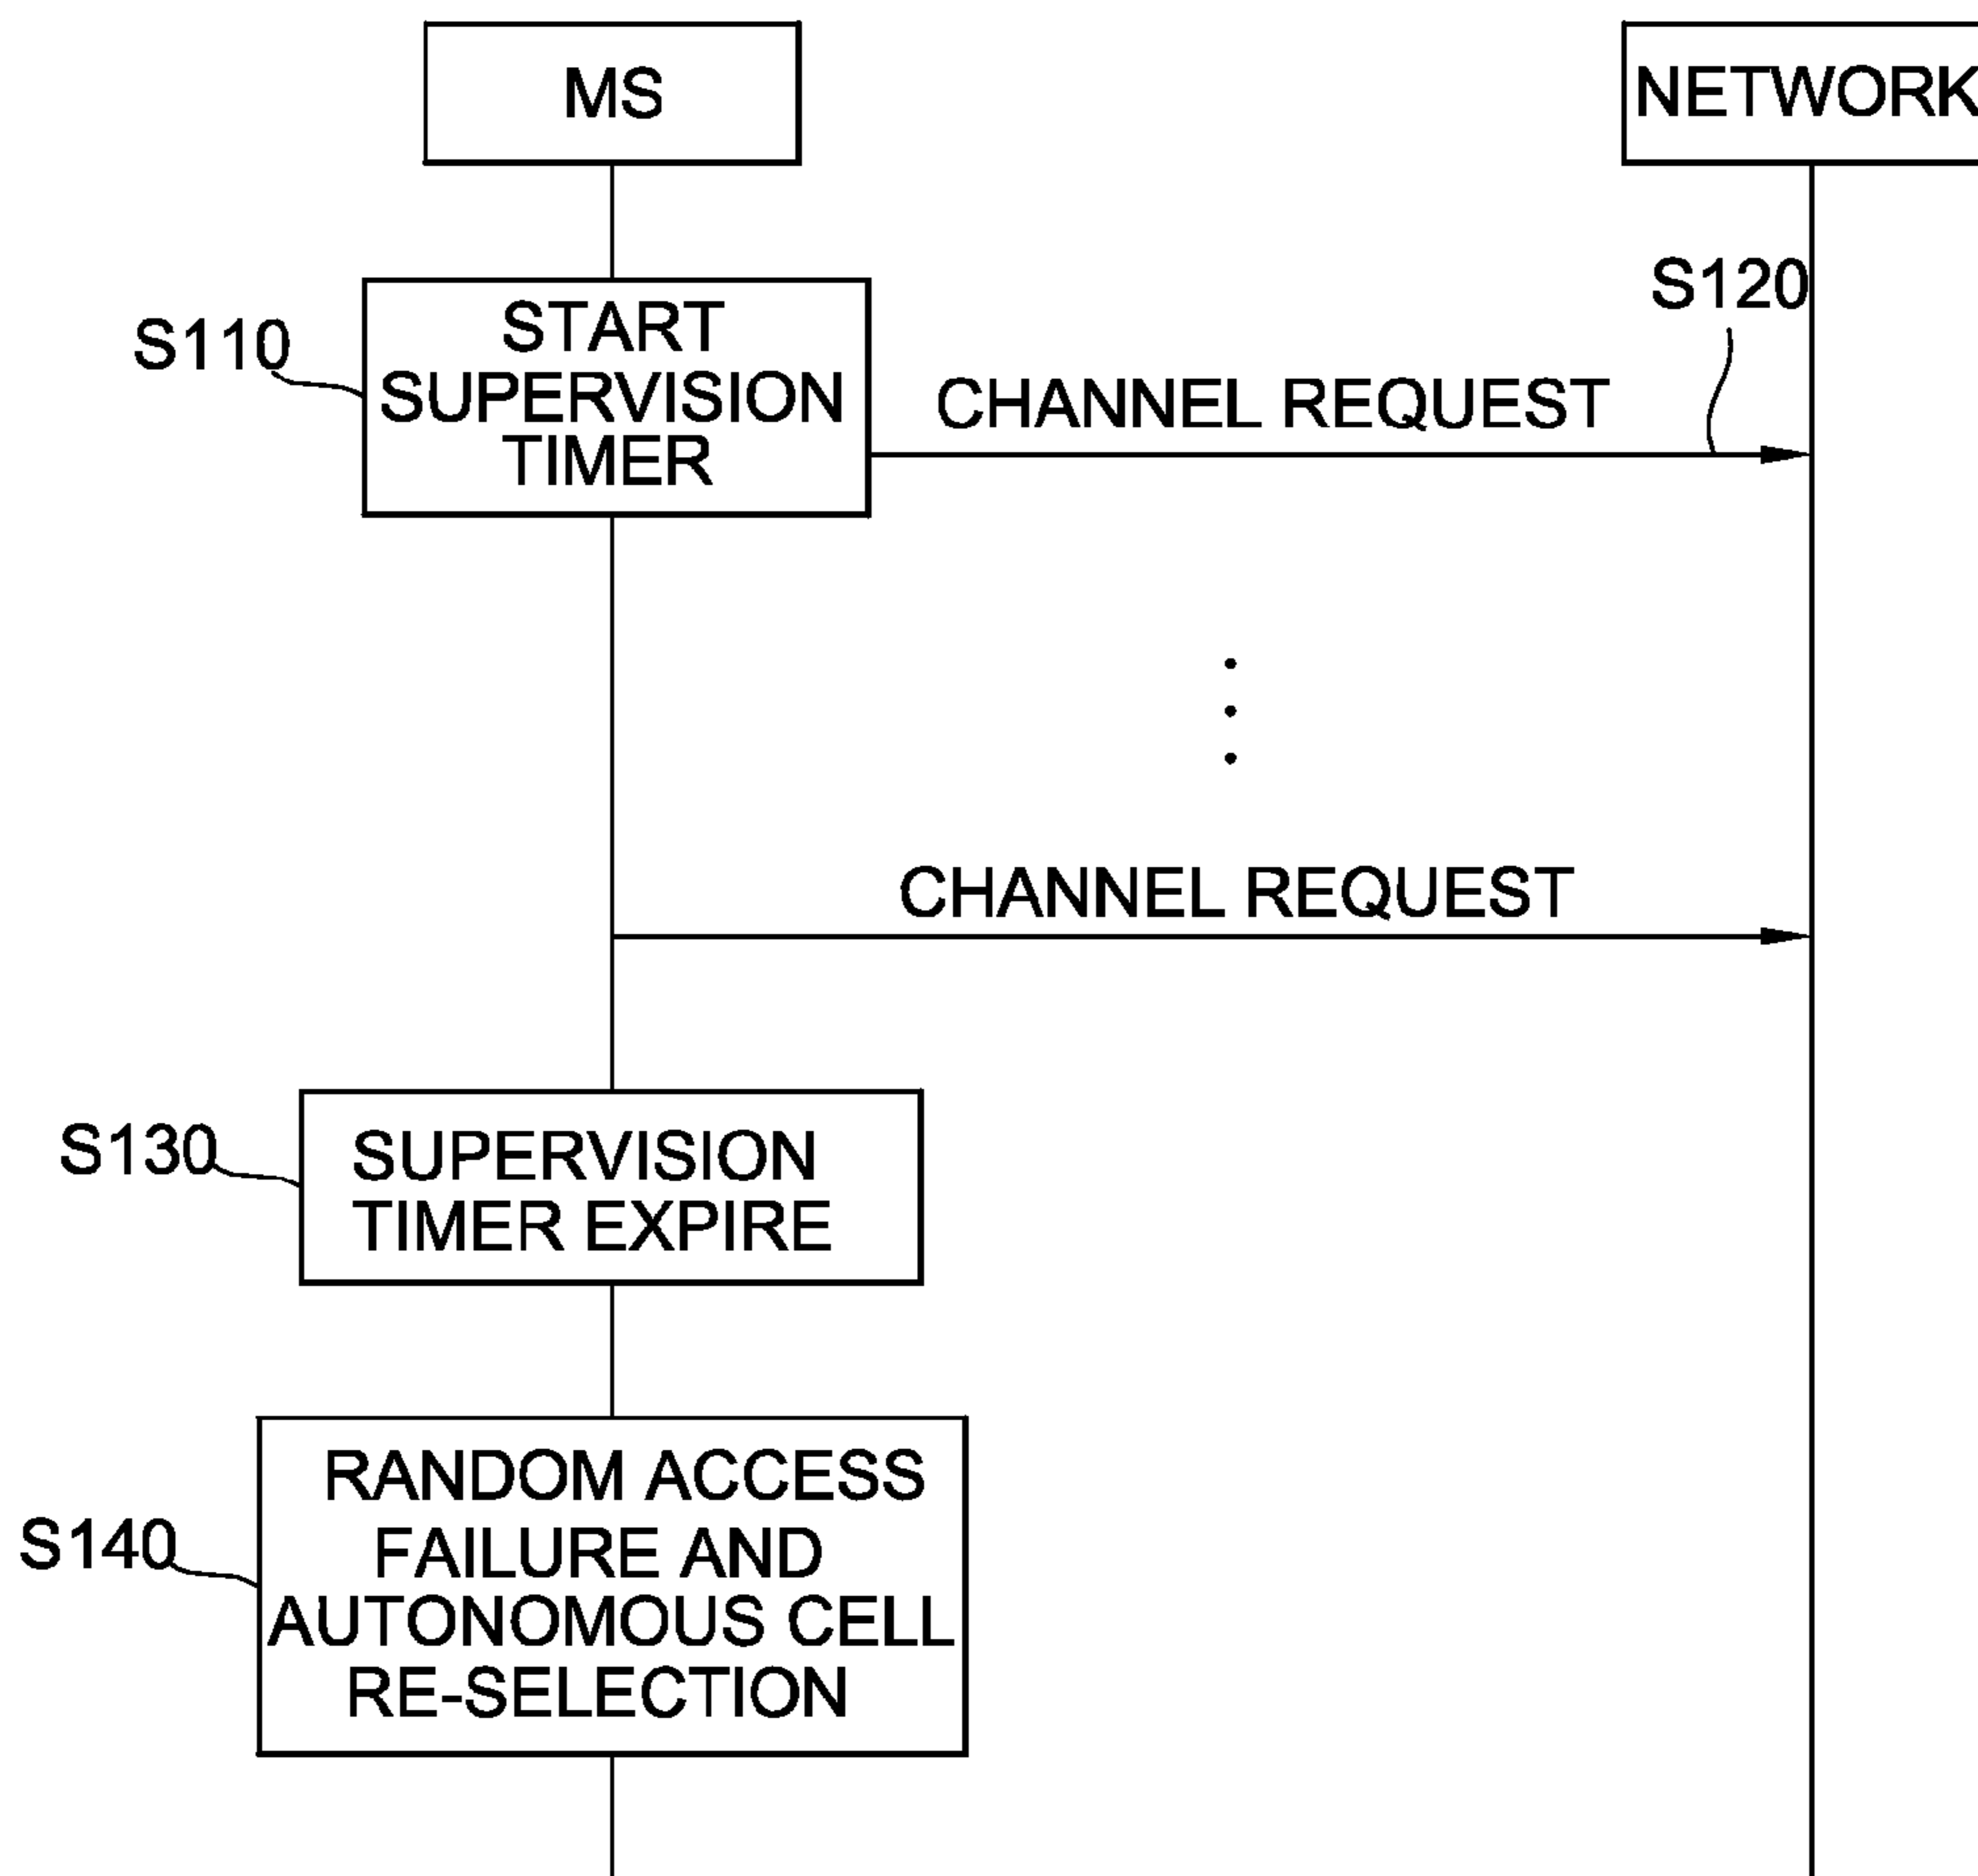 MS
NETWORK
S110
START
SUPERVISION
TIMER
CHANNEL REQUEST
S120
CHANNEL REQUEST
S130
SUPERVISION
TIMER EXPIRE
S140
RANDOM ACCESS
FAILURE AND
AUTONOMOUS CELL
RE-SELECTION